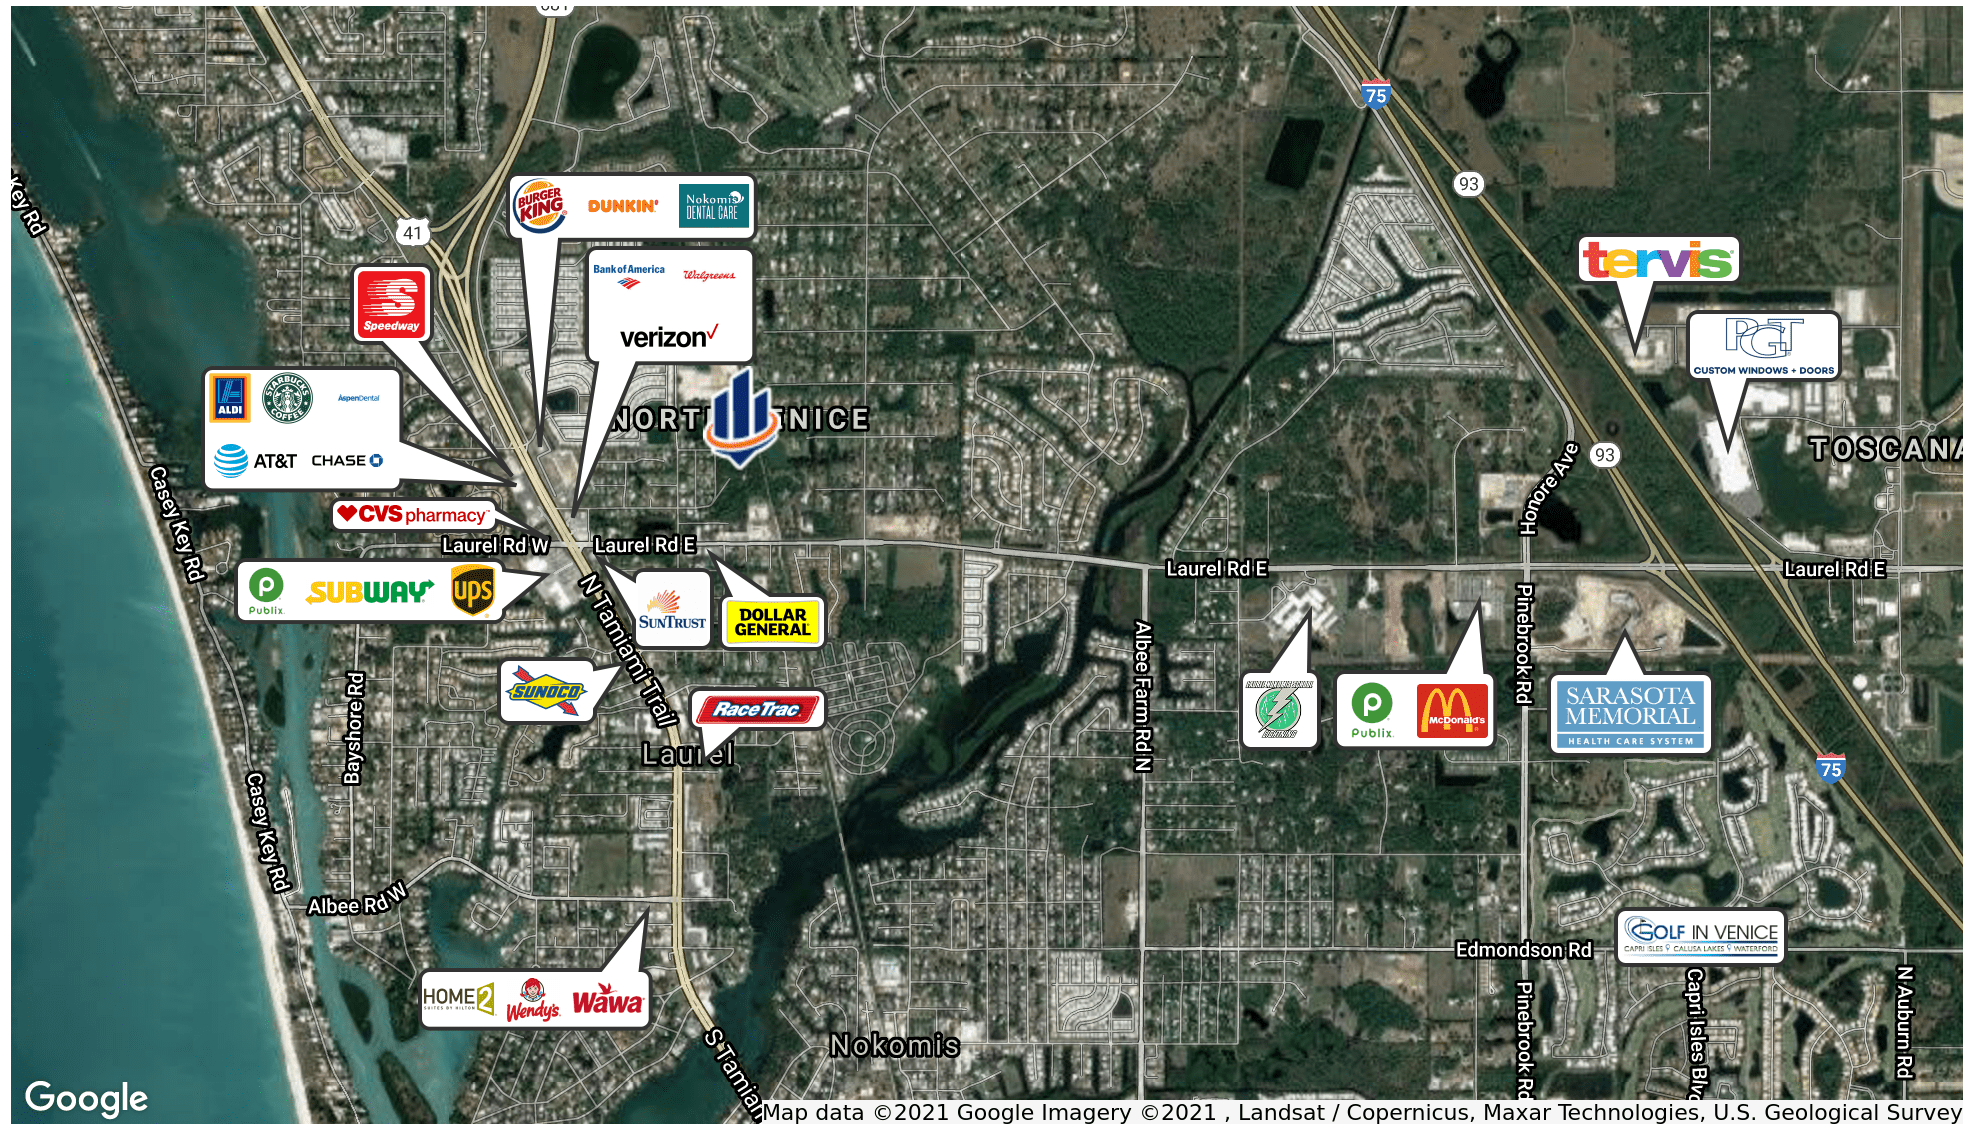 681
75
93
Key Rd
BURGER
KING
DUNKIN'
Nokomis
DENTAL CARE
41
Bank of America
Walgreens
verizon
tervis
Speedway
PGT
CUSTOM WINDOWS + DOORS
ALDI
STARBUCKS
COFFEE
AspenDental
NORTH VENICE
TOSCANA
93
AT&T
CHASE
Casey Key Rd
Honore Ave
CVS pharmacy
Laurel Rd W
Laurel Rd E
Laurel Rd E
Laurel Rd E
Publix
SUBWAY
ups
N Tamiami Trail
SUNTRUST
DOLLAR
GENERAL
Pinebrook Rd
Albee Farm Rd N
SUNOCO
Bayshore Rd
RaceTrac
LIGHTNING
Publix
McDonald's
SARASOTA
MEMORIAL
HEALTH CARE SYSTEM
Laurel
75
Casey Key Rd
Albee Rd W
GOLF IN VENICE
CAPRI ISLES CALUSA LAKES WATERFORD
Edmondson Rd
HOME2
SUITES BY HILTON
Wendy's
Wawa
Pinebrook Rd
Capri Isles Blv
N Auburn Rd
Nokomis
S Tamiam
Google
Map data ©2021 Google Imagery ©2021 , Landsat / Copernicus, Maxar Technologies, U.S. Geological Survey